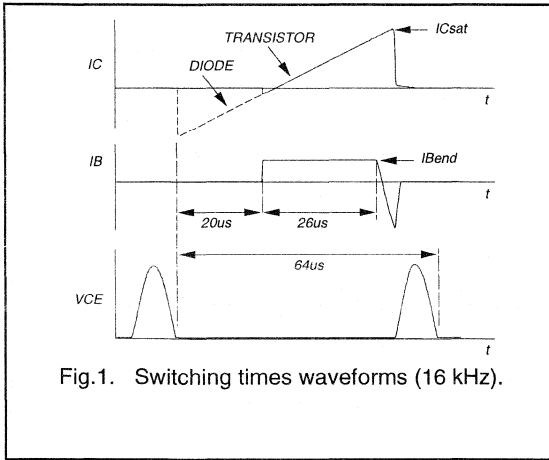 ICsat
TRANSISTOR
IC
DIODE
t
IB
IBend
t
20us
26us
64us
VCE
t
Fig.1. Switching times waveforms (16 kHz).